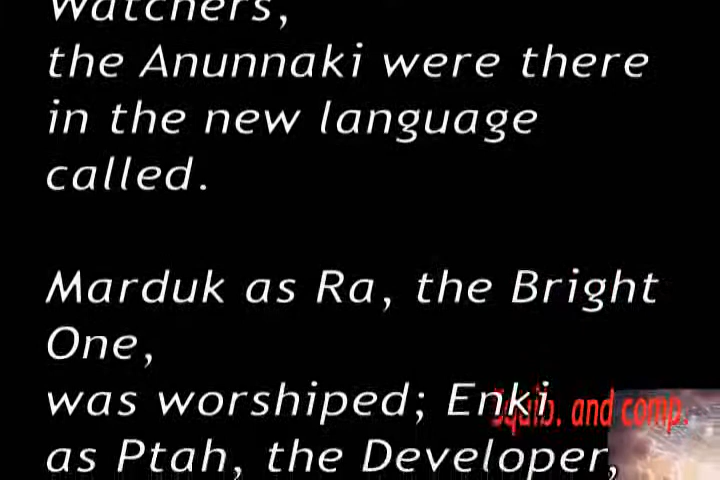 Watchers,
the Anunnaki were there
in the new language
called.
Marduk as Ra, the Bright
One,
was worshiped; Enki
as Ptah, the Developer,
and comp.